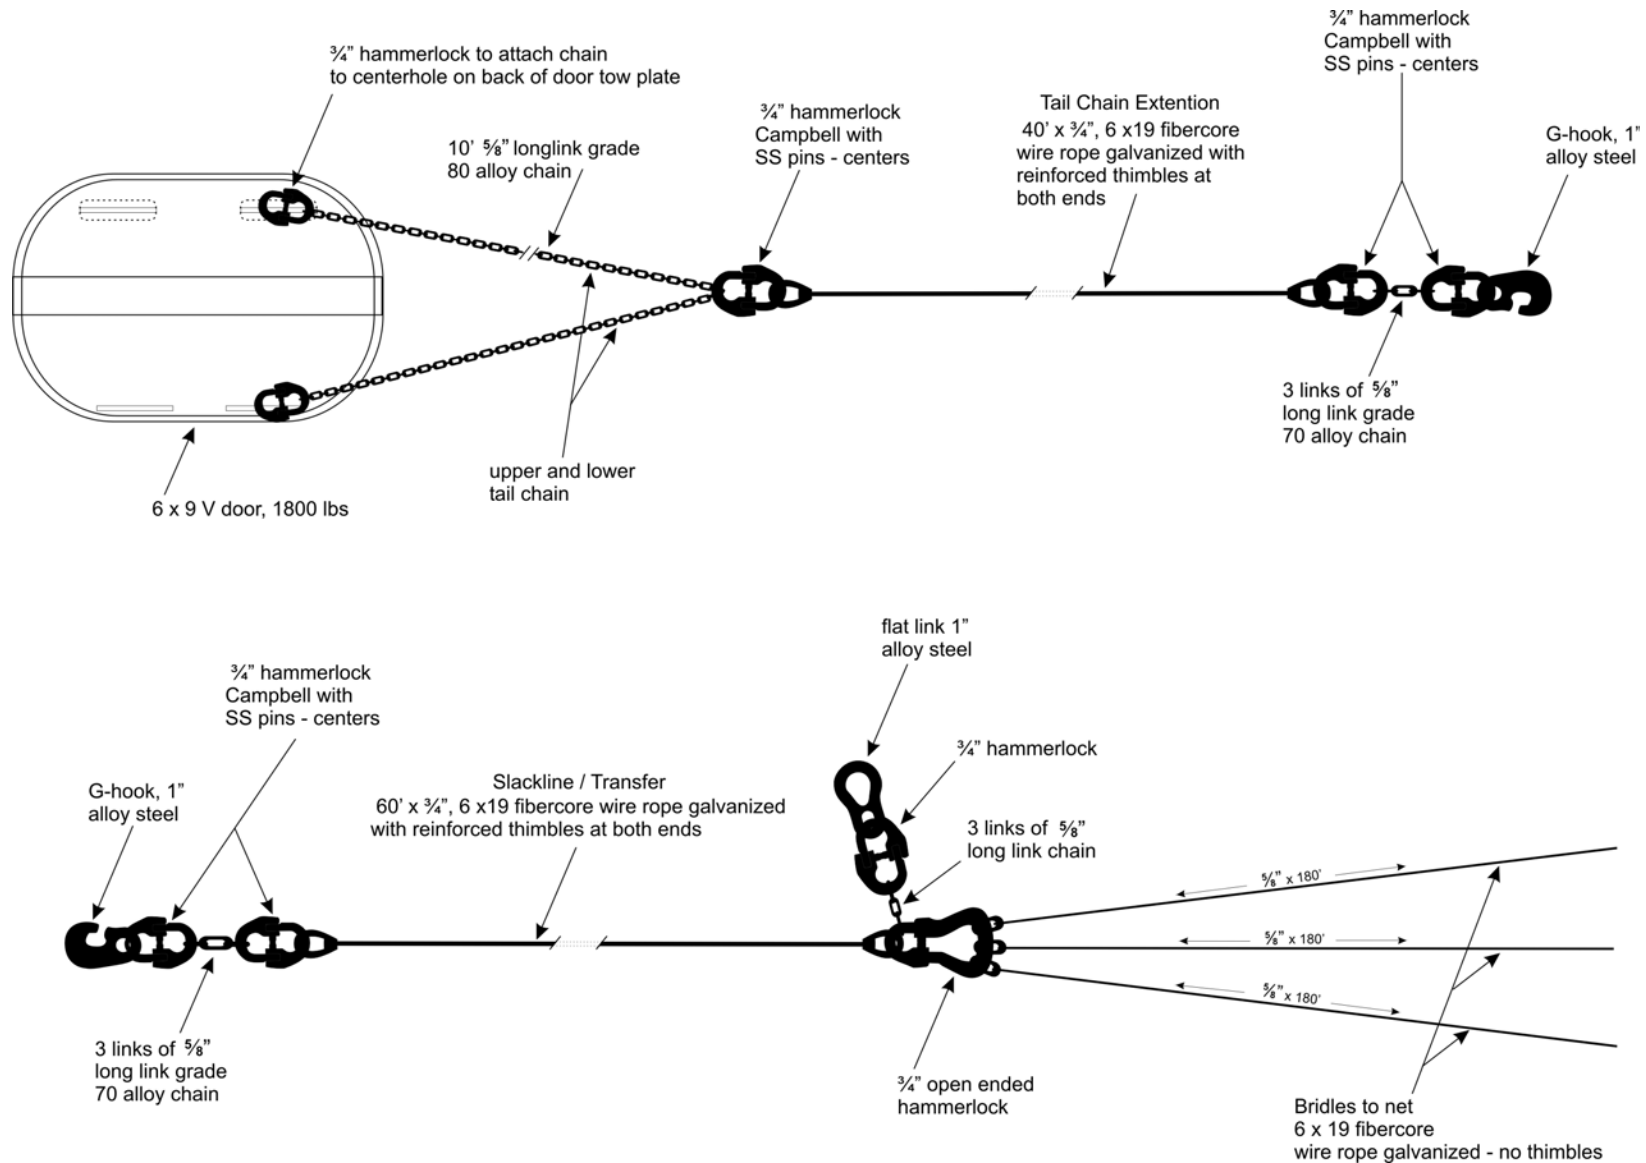 ¾” hammerlock to attach chain
to centerhole on back of door tow plate
10’ ⅝” longlink grade
80 alloy chain
¾” hammerlock
Campbell with
SS pins - centers
Tail Chain Extention
40’ x ¾”, 6 x19 fibercore
wire rope galvanized with
reinforced thimbles at
both ends
¾” hammerlock
Campbell with
SS pins - centers
G-hook, 1”
alloy steel
3 links of ⅝”
long link grade
70 alloy chain
upper and lower
tail chain
6 x 9 V door, 1800 lbs
flat link 1”
alloy steel
¾” hammerlock
Campbell with
SS pins - centers
¾” hammerlock
G-hook, 1”
alloy steel
Slackline / Transfer
60’ x ¾”, 6 x19 fibercore wire rope galvanized
with reinforced thimbles at both ends
3 links of ⅝”
long link chain
⅝” x 180’
⅝” x 180’
⅝” x 180’
3 links of ⅝”
long link grade
70 alloy chain
¾” open ended
hammerlock
Bridles to net
6 x 19 fibercore
wire rope galvanized - no thimbles